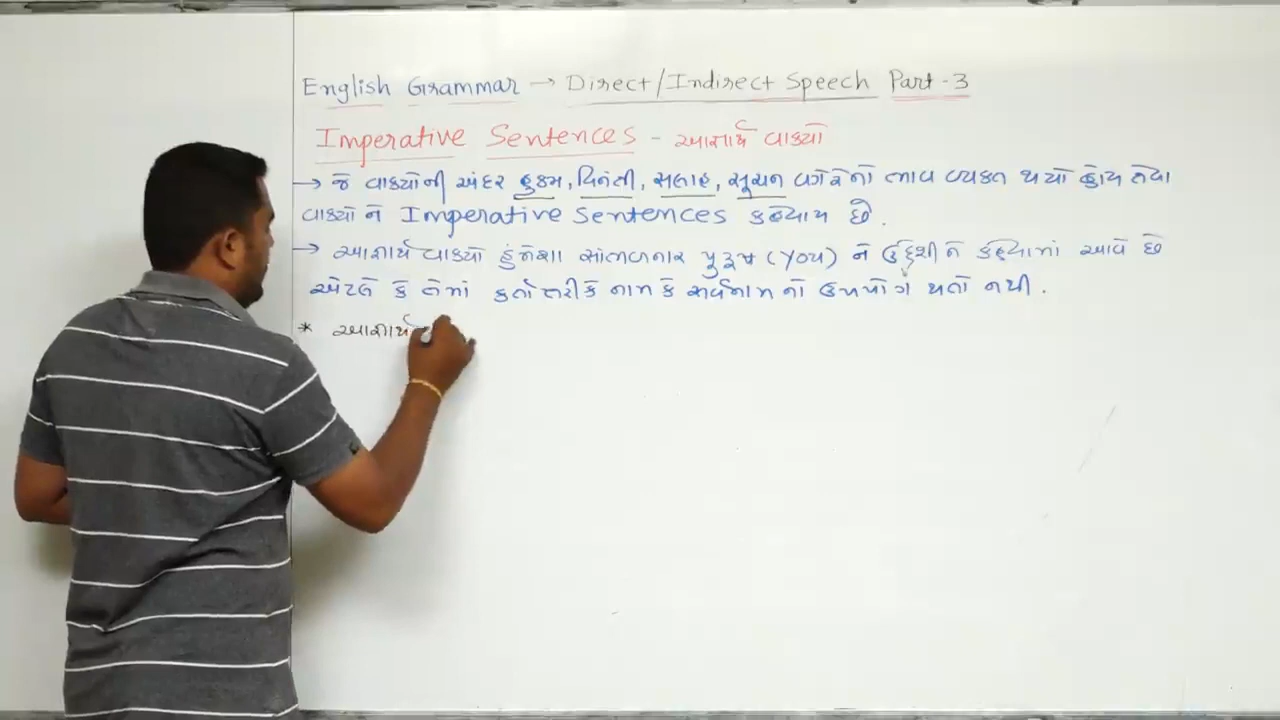 English Grammar → Direct/Indirect Speech Part-3
Imperative Sentences - આજ્ઞાર્થ વાક્યો
→ જે વાક્યોની અંદર હુકમ, વિનંતી, સલાહ, સૂચન વગેરેનો ભાવ વ્યક્ત થયો હોય તેવા
વાક્યો ને Imperative Sentences કહેવાય છે.
→ આજ્ઞાર્થ વાક્યો હંમેશા સાંભળનાર પુરૂષ (You) ને ઉદ્દેશી ને કહેવામાં આવે છે
એટલે કે તેમાં કર્તા તરીકે નામ કે સર્વનામ નો ઉપયોગ થતો નથી.
* આજ્ઞાર્થ